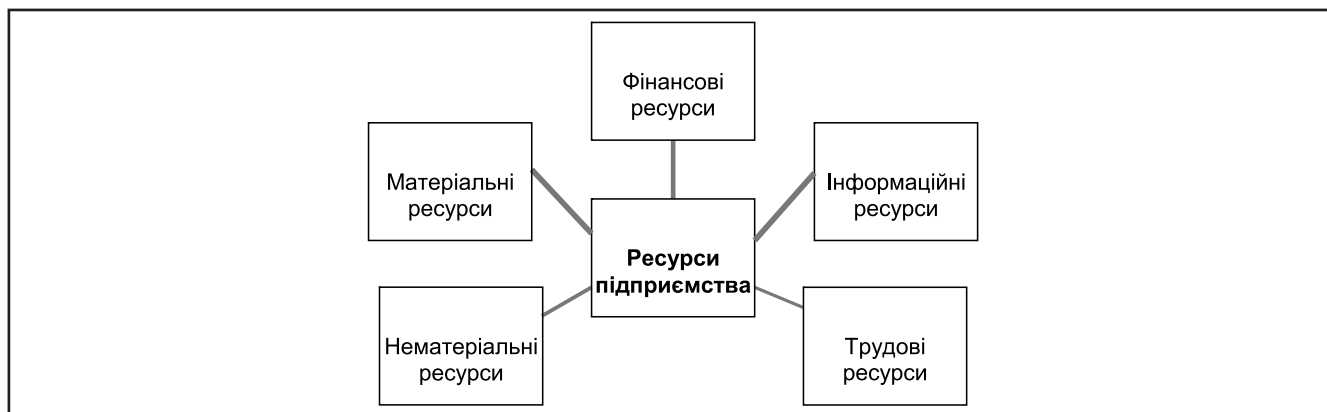 Фінансові
ресурси
Матеріальні
ресурси
Інформаційні
ресурси
Ресурси
підприємства
Нематеріальні
ресурси
Трудові
ресурси